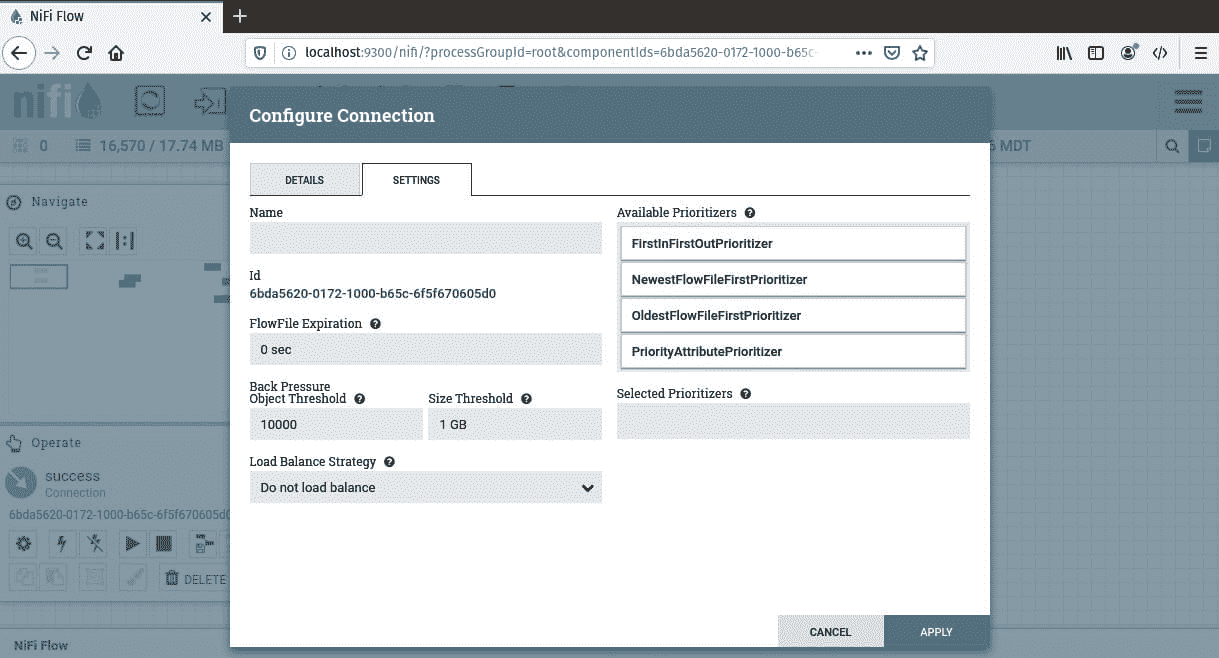 NiFi Flow
localhost:9300/nifi/?processGroupId=root&componentIds=6bda5620-0172-1000-b65c-
nifi
0 16,570 / 17.74 MB
MDT
Navigate
Operate
success
Connection
6bda5620-0172-1000-b65c-6f5f670605d0
DELETE
NiFi Flow
Configure Connection
DETAILS SETTINGS
Name
Id
6bda5620-0172-1000-b65c-6f5f670605d0
FlowFile Expiration
0 sec
Back Pressure
Object Threshold Size Threshold
10000 1 GB
Load Balance Strategy
Do not load balance
Available Prioritizers
FirstInFirstOutPrioritizer
NewestFlowFileFirstPrioritizer
OldestFlowFileFirstPrioritizer
PriorityAttributePrioritizer
Selected Prioritizers
CANCEL APPLY